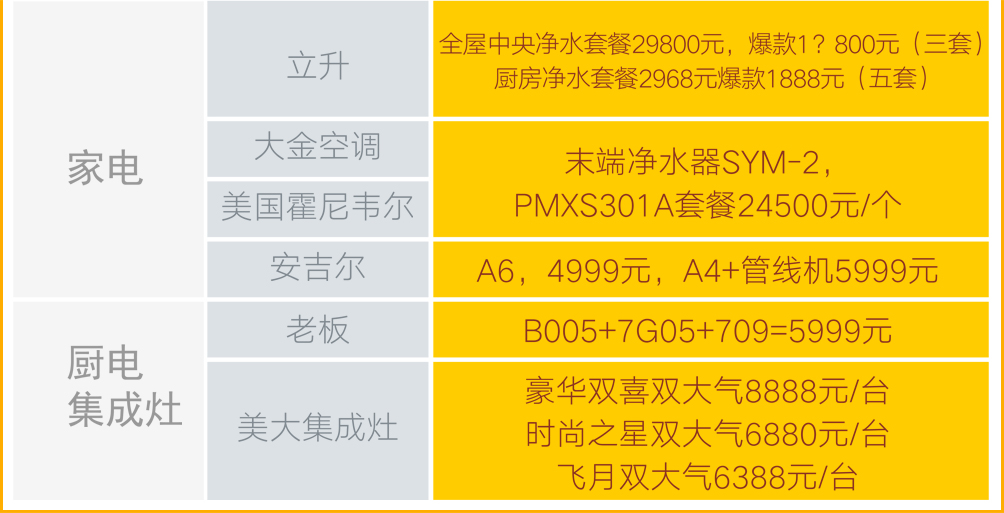 家电
立升
全屋中央净水套餐29800元，爆款1？800元（三套）
厨房净水套餐2968元爆款1888元（五套）
大金空调
美国霍尼韦尔
末端净水器SYM-2，
PMXS301A套餐24500元/个
安吉尔
A6，4999元，A4+管线机5999元
厨电
集成灶
老板
B005+7G05+709=5999元
美大集成灶
豪华双喜双大气8888元/台
时尚之星双大气6880元/台
飞月双大气6388元/台